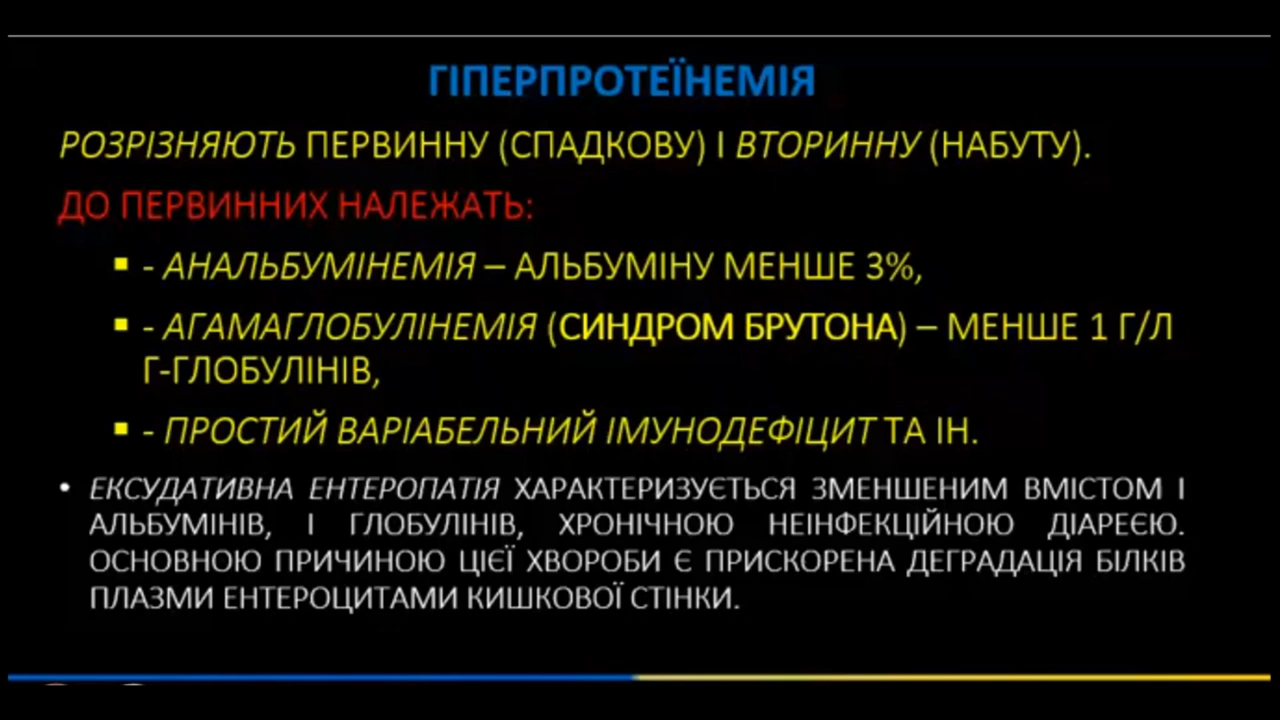 ГІПЕРПРОТЕЇНЕМІЯ
РОЗРІЗНЯЮТЬ ПЕРВИННУ (СПАДКОВУ) І ВТОРИННУ (НАБУТУ).
ДО ПЕРВИННИХ НАЛЕЖАТЬ:
▪ - АНАЛЬБУМІНЕМІЯ – АЛЬБУМІНУ МЕНШЕ 3%,
▪ - АГАМАГЛОБУЛІНЕМІЯ (СИНДРОМ БРУТОНА) – МЕНШЕ 1 Г/Л
Г-ГЛОБУЛІНІВ,
▪ - ПРОСТИЙ ВАРІАБЕЛЬНИЙ ІМУНОДЕФІЦИТ ТА ІН.
• ЕКСУДАТИВНА ЕНТЕРОПАТІЯ ХАРАКТЕРИЗУЄТЬСЯ ЗМЕНШЕНИМ ВМІСТОМ І
АЛЬБУМІНІВ, І ГЛОБУЛІНІВ, ХРОНІЧНОЮ НЕІНФЕКЦІЙНОЮ ДІАРЕЄЮ.
ОСНОВНОЮ ПРИЧИНОЮ ЦІЄЇ ХВОРОБИ Є ПРИСКОРЕНА ДЕГРАДАЦІЯ БІЛКІВ
ПЛАЗМИ ЕНТЕРОЦИТАМИ КИШКОВОЇ СТІНКИ.